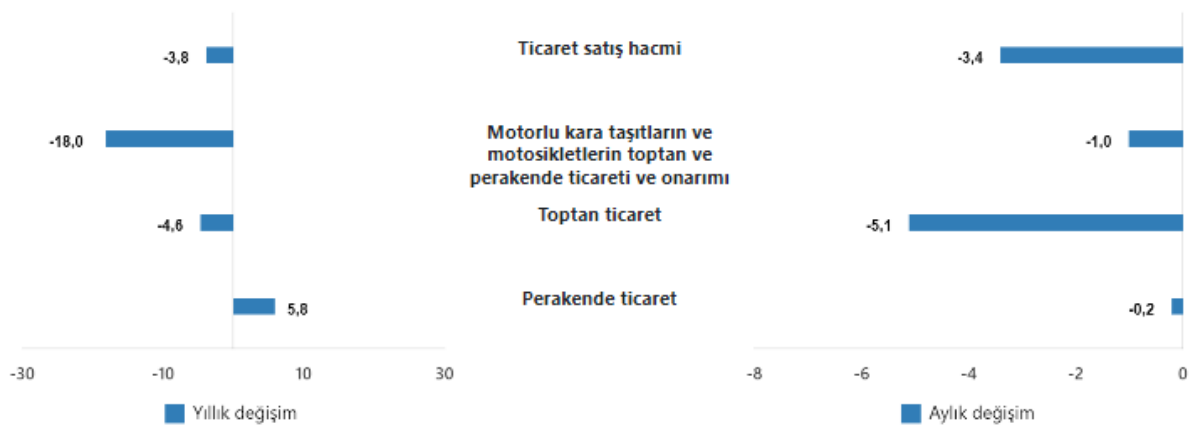 -3,8
Ticaret satış hacmi
-3,4
-18,0
Motorlu kara taşıtların ve
motosikletlerin toptan ve
perakende ticareti ve onarımı
-1,0
-4,6
Toptan ticaret
-5,1
5,8
Perakende ticaret
-0,2
-30 -10 10 30
-8 -6 -4 -2 0
Yıllık değişim
Aylık değişim